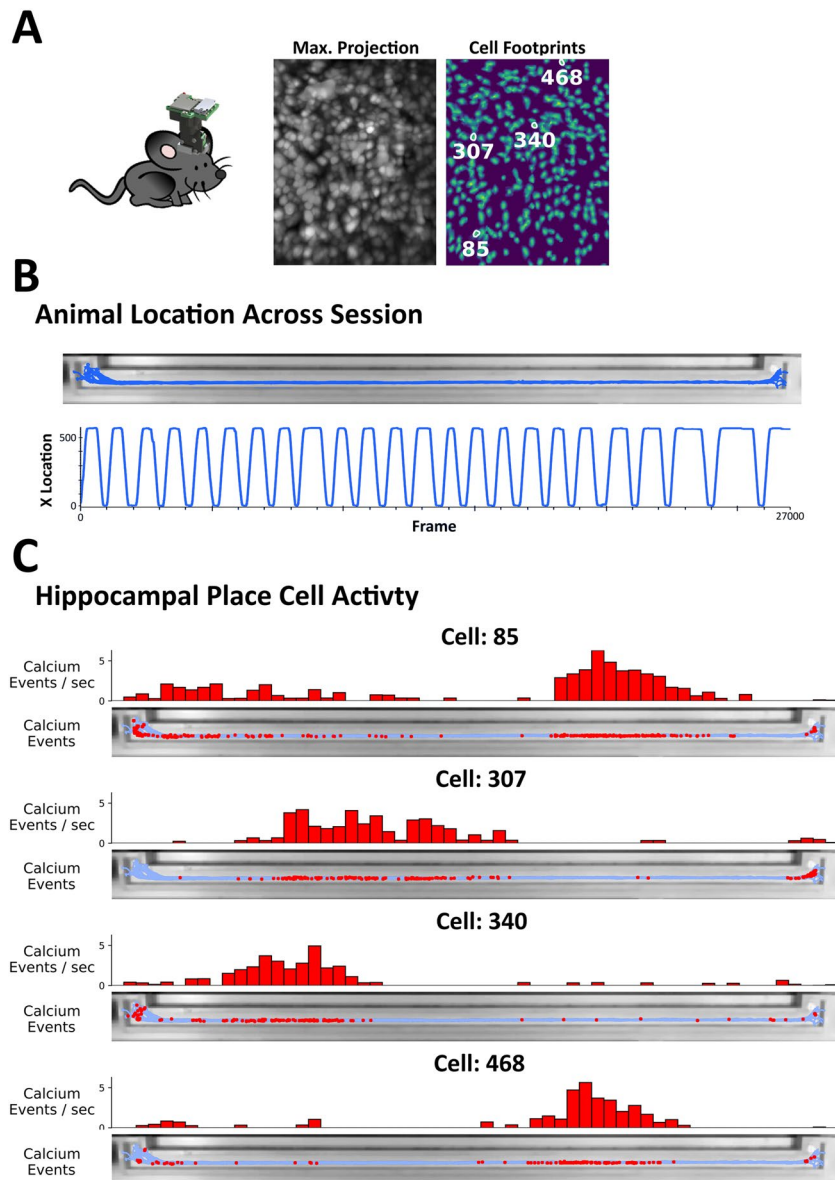 A
Max. Projection
Cell Footprints
468
340
307
85
B
Animal Location Across Session
X Location
500
0
0
Frame
27000
C
Hippocampal Place Cell Activty
Cell: 85
Calcium
Events / sec
5
0
Calcium
Events
Cell: 307
Calcium
Events / sec
5
0
Calcium
Events
Cell: 340
Calcium
Events / sec
5
0
Calcium
Events
Cell: 468
Calcium
Events / sec
5
0
Calcium
Events